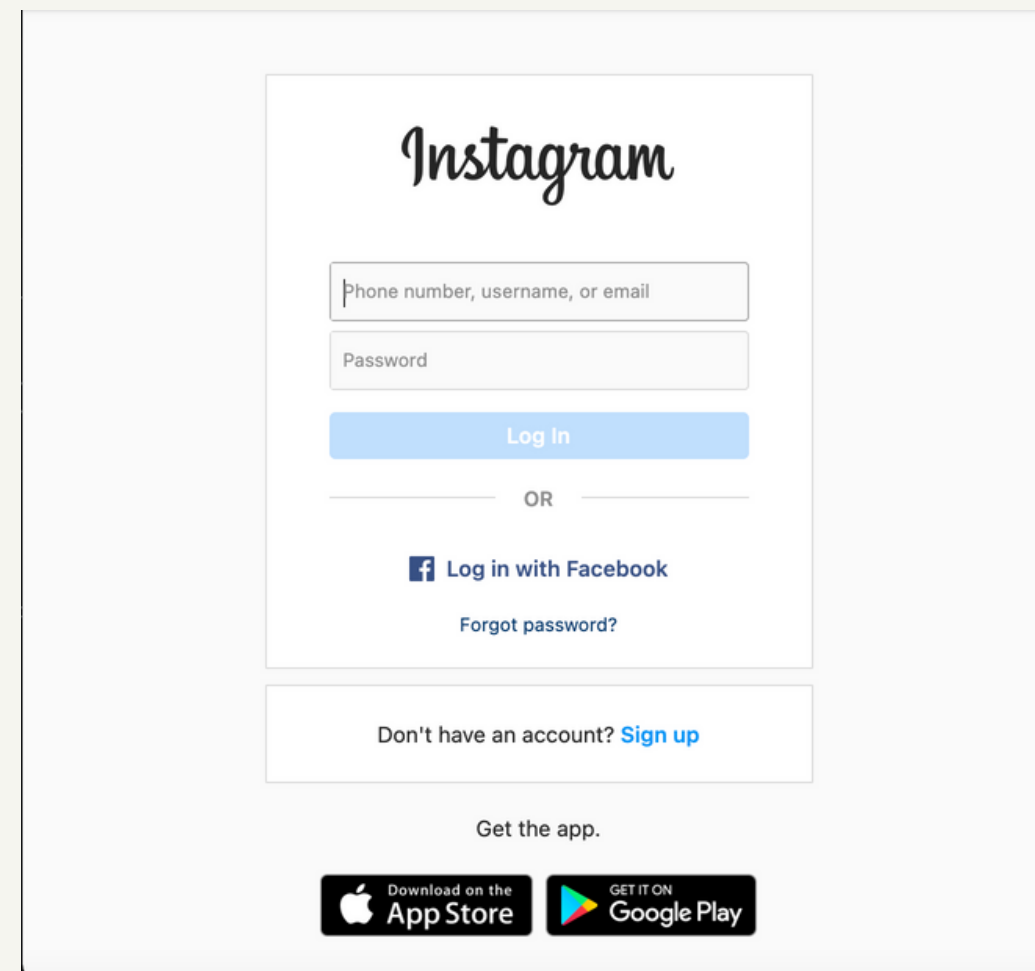 Instagram
Phone number, username, or email
Password
Log In
OR
Log in with Facebook
Forgot password?
Don't have an account? Sign up
Get the app.
Download on the
App Store
GET IT ON
Google Play